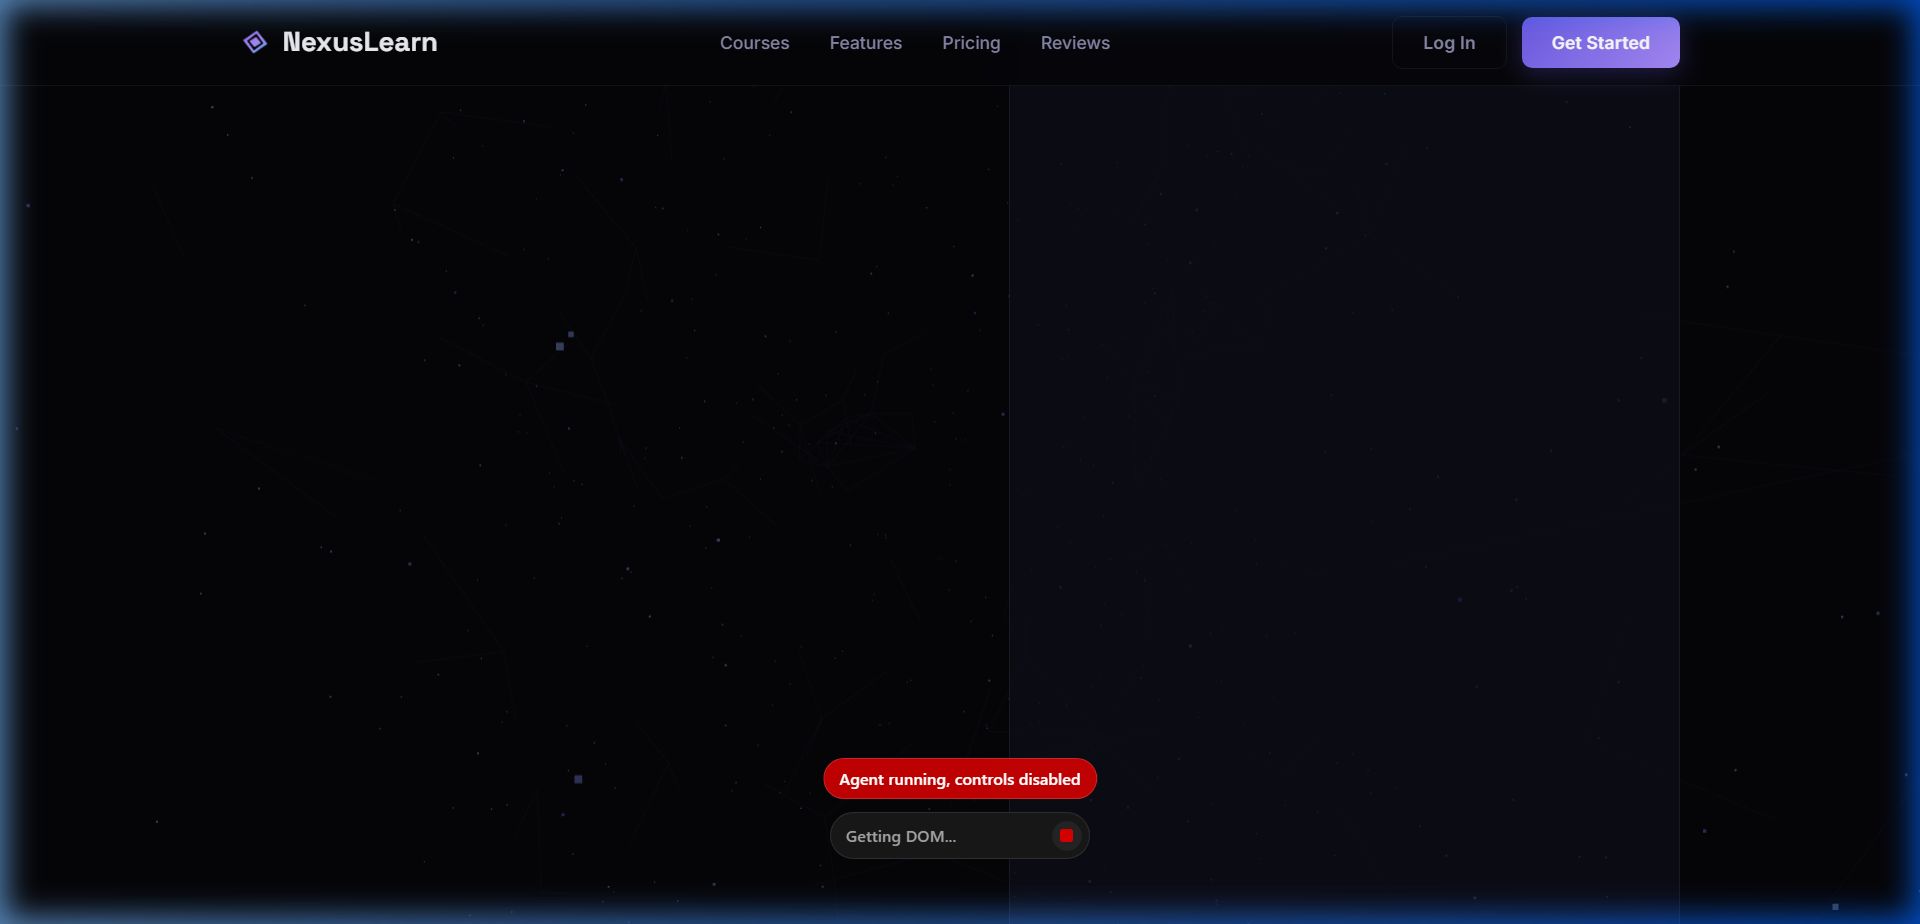 NexusLearn
Courses
Features
Pricing
Reviews
Log In
Get Started
Agent running, controls disabled
Getting DOM...